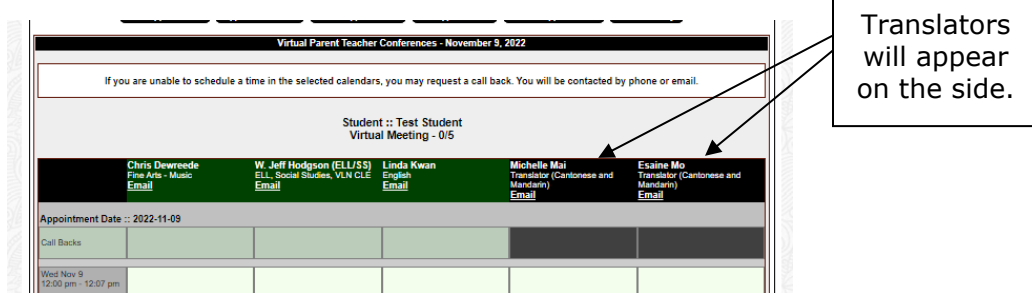 Translators
will appear
on the side.
Virtual Parent Teacher Conferences - November 9, 2022
If you are unable to schedule a time in the selected calendars, you may request a call back. You will be contacted by phone or email.
Student :: Test Student
Virtual Meeting - 0/5
Chris Dewreede
Fine Arts - Music
Email
W. Jeff Hodgson (ELL/SS)
ELL, Social Studies, VLN CLE
Email
Linda Kwan
English
Email
Michelle Mai
Translator (Cantonese and
Mandarin)
Email
Esaine Mo
Translator (Cantonese and
Mandarin)
Email
Appointment Date :: 2022-11-09
Call Backs
Wed Nov 9
12:00 pm - 12:07 pm